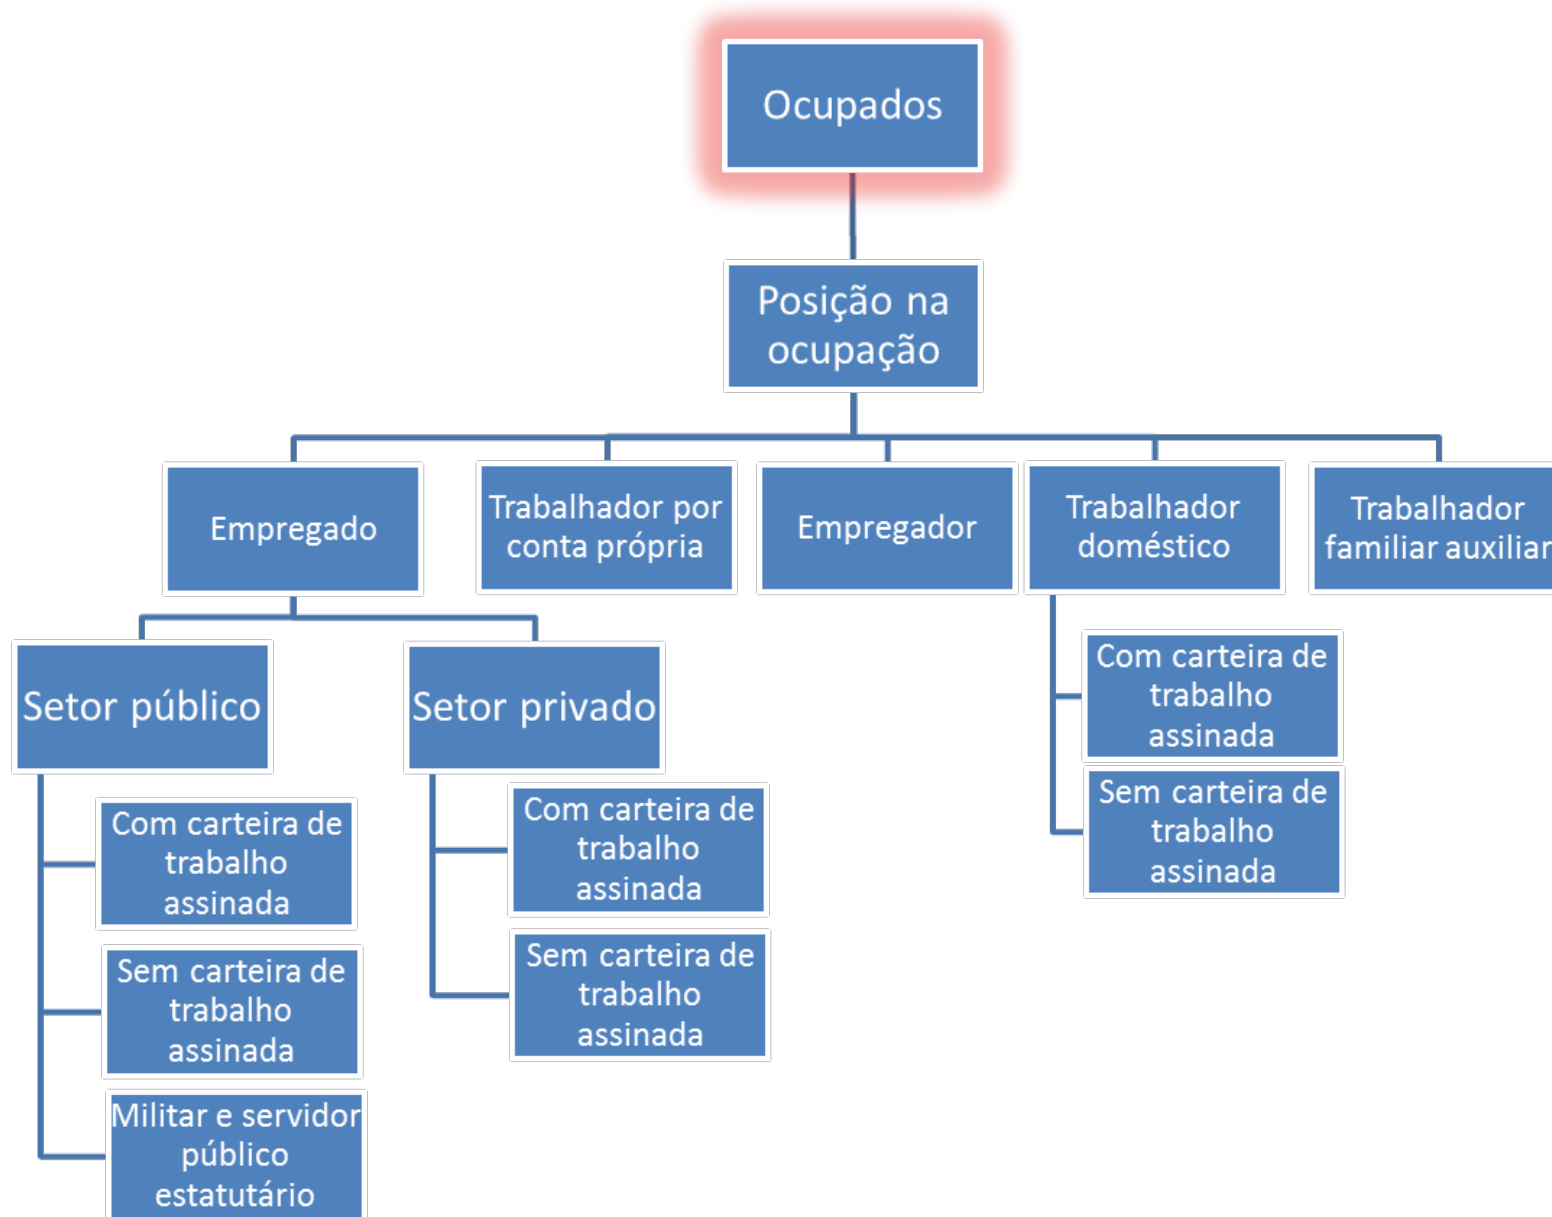 Ocupados
Posição na
ocupação
Empregado
Trabalhador por
conta própria
Empregador
Trabalhador
doméstico
Trabalhador
familiar auxiliar
Setor público
Com carteira de
trabalho
assinada
Sem carteira de
trabalho
assinada
Militar e servidor
público
estatutário
Setor privado
Com carteira de
trabalho
assinada
Sem carteira de
trabalho
assinada
Com carteira de
trabalho
assinada
Sem carteira de
trabalho
assinada